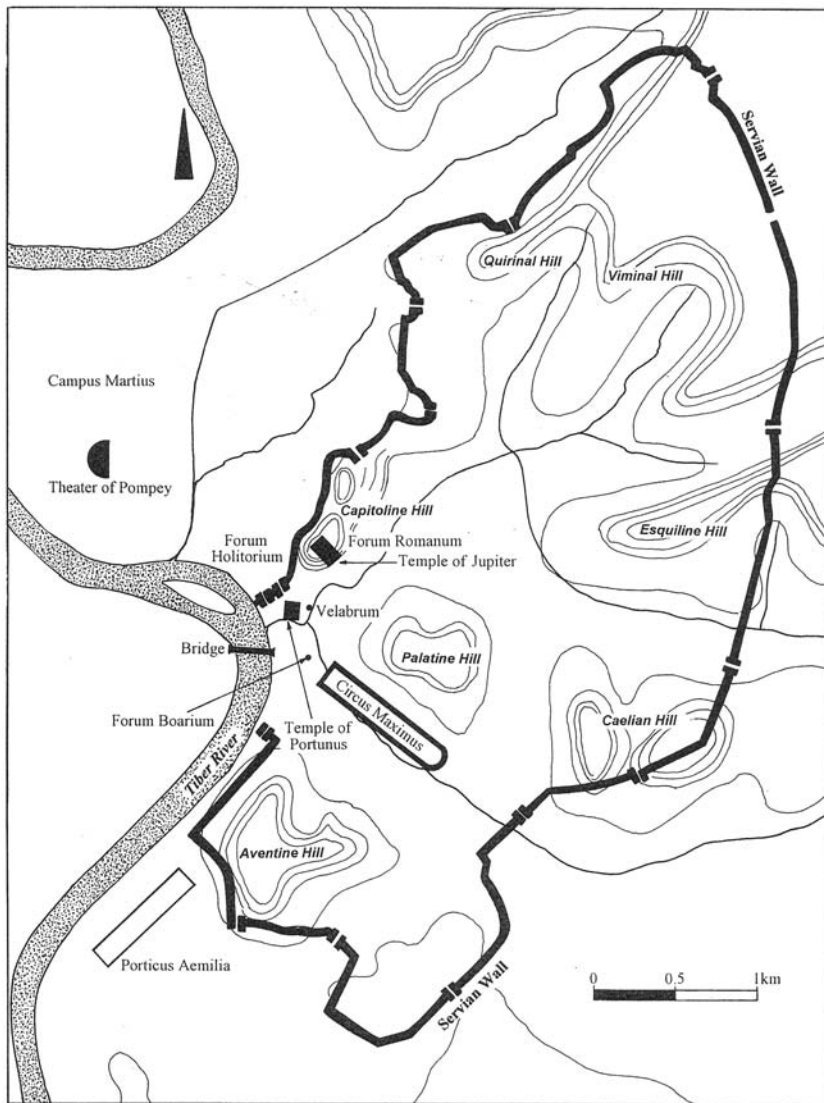 Servian Wall
Quirinal Hill
Viminal Hill
Campus Martius
Theater of Pompey
Capitoline Hill
Forum
Holitorium
Forum Romanum
Temple of Jupiter
Esquiline Hill
Velabrum
Bridge
Palatine Hill
Forum Boarium
Temple of
Portunus
Circus Maximus
Caelian Hill
Tiber River
Aventine Hill
Porticus Aemilia
Servian Wall
0 0.5 1km